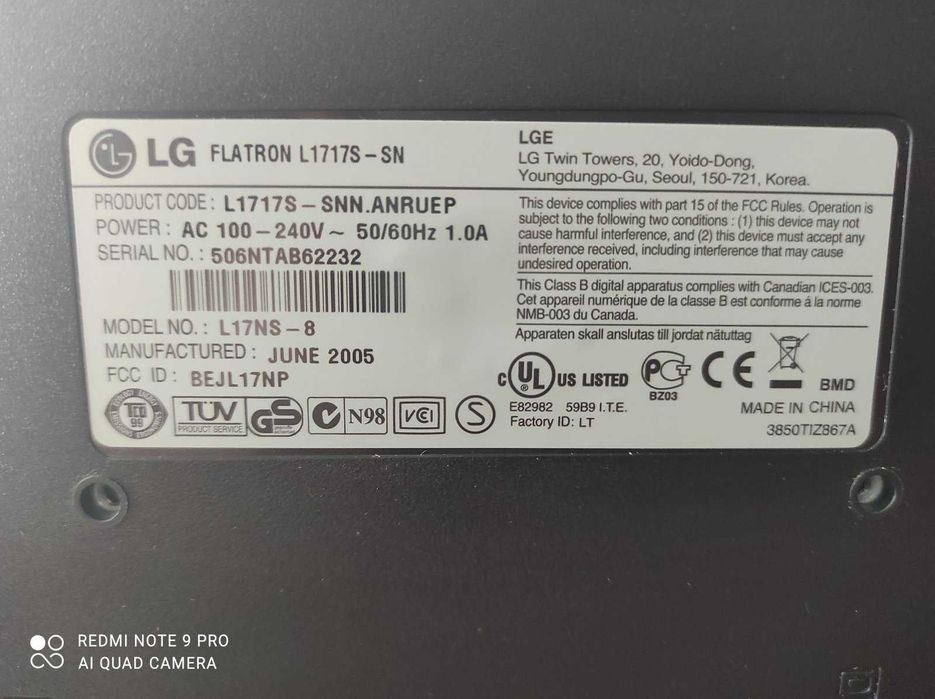 LG FLATRON L1717S-SN
PRODUCT CODE: L1717S-SNN.ANRUEP
POWER: AC 100-240V~ 50/60Hz 1.0A
SERIAL NO.: 506NTAB62232
MODEL NO.: L17NS-8
MANUFACTURED: JUNE 2005
FCC ID: BEJL17NP
TCO 99
TÜV
PRODUCT SERVICE
GS
N98
VCI
S
LGE
LG Twin Towers, 20, Yoido-Dong,
Youngdungpo-Gu, Seoul, 150-721, Korea.
This device complies with part 15 of the FCC Rules. Operation is
subject to the following two conditions : (1) this device may not
cause harmful interference, and (2) this device must accept any
interference received, including interference that may cause
undesired operation.
This Class B digital apparatus complies with Canadian ICES-003.
Cet appareil numérique de la classe B est conforme á la norme
NMB-003 du Canada.
Apparaten skall anslutas till jordat nätuttag
C UL US LISTED
E82982 59B9 I.T.E.
Factory ID: LT
PCT
BZ03
CE
BMD
MADE IN CHINA
3850TIZ867A
REDMI NOTE 9 PRO
AI QUAD CAMERA